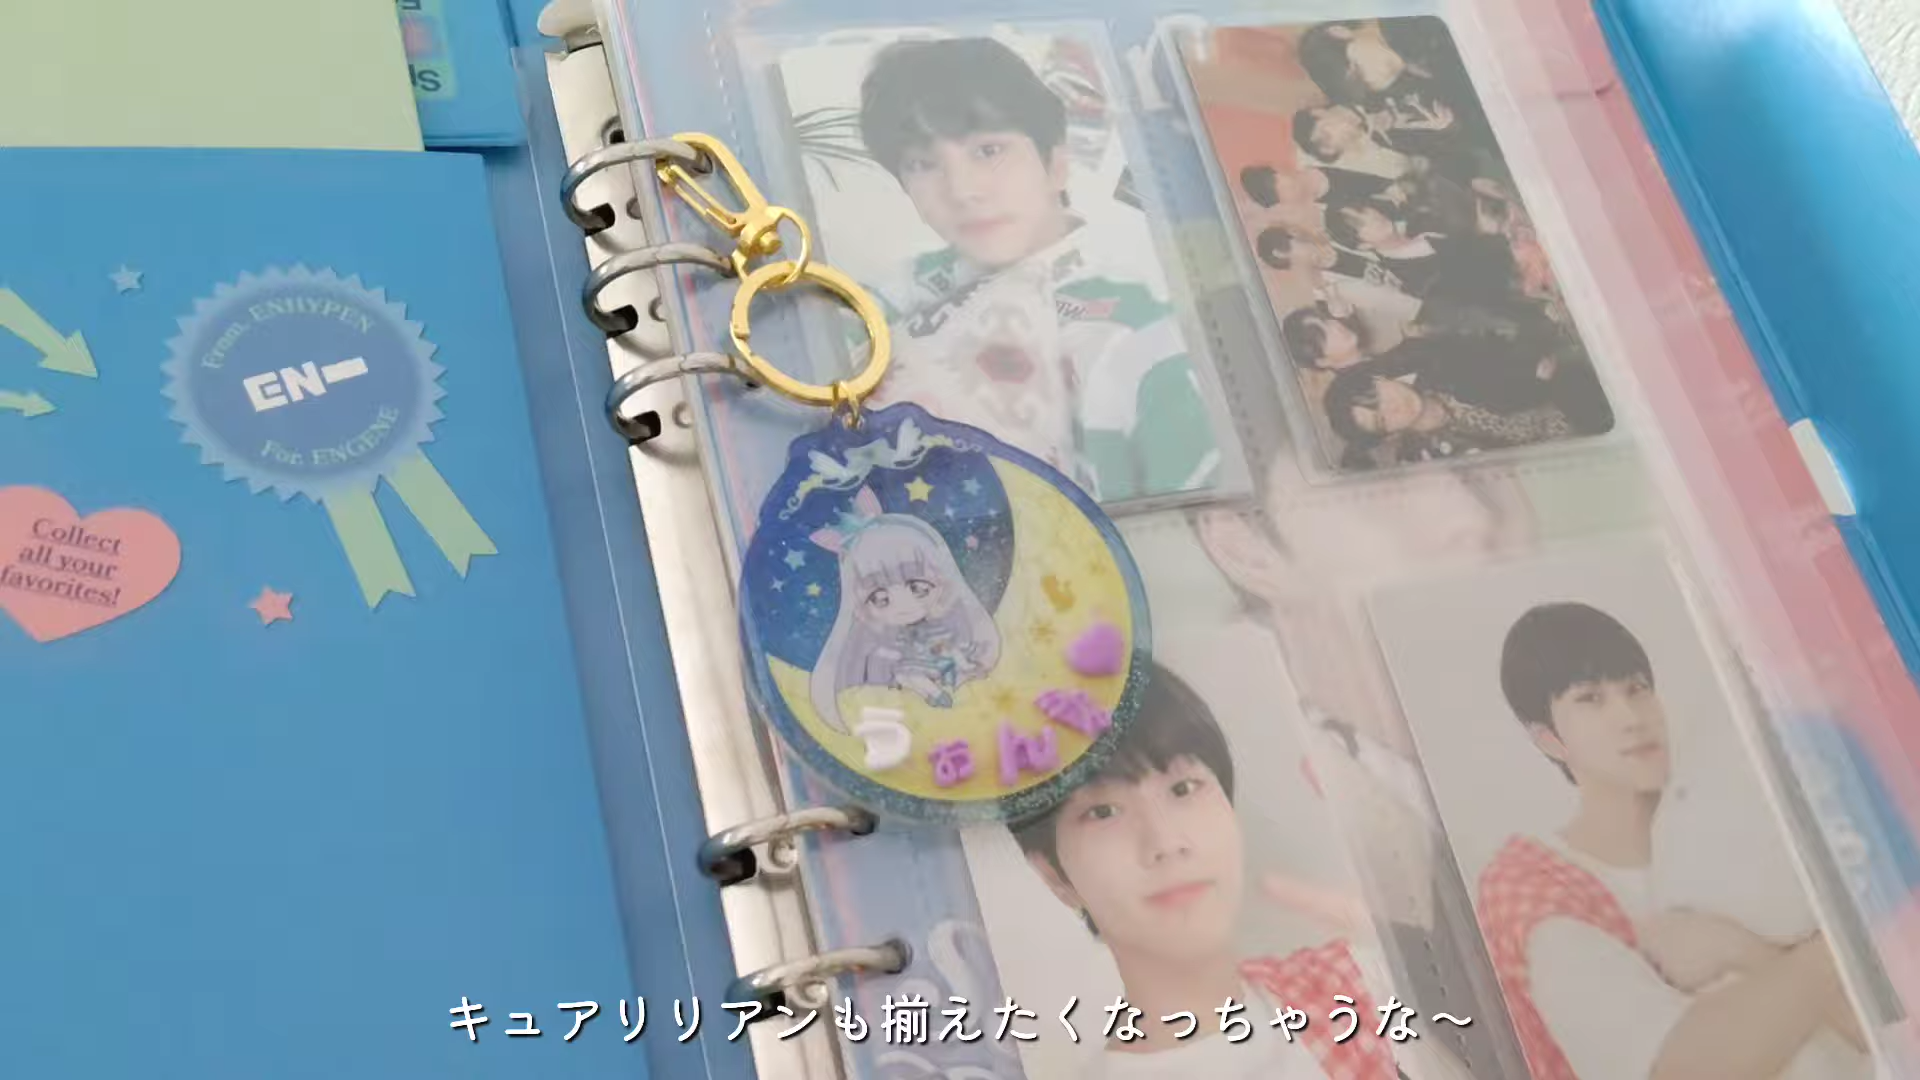 From. ENHYPEN
EN-
For. ENGENE
Collect
all your
favorites!
キュアリリアンも揃えたくなっちゃうな～